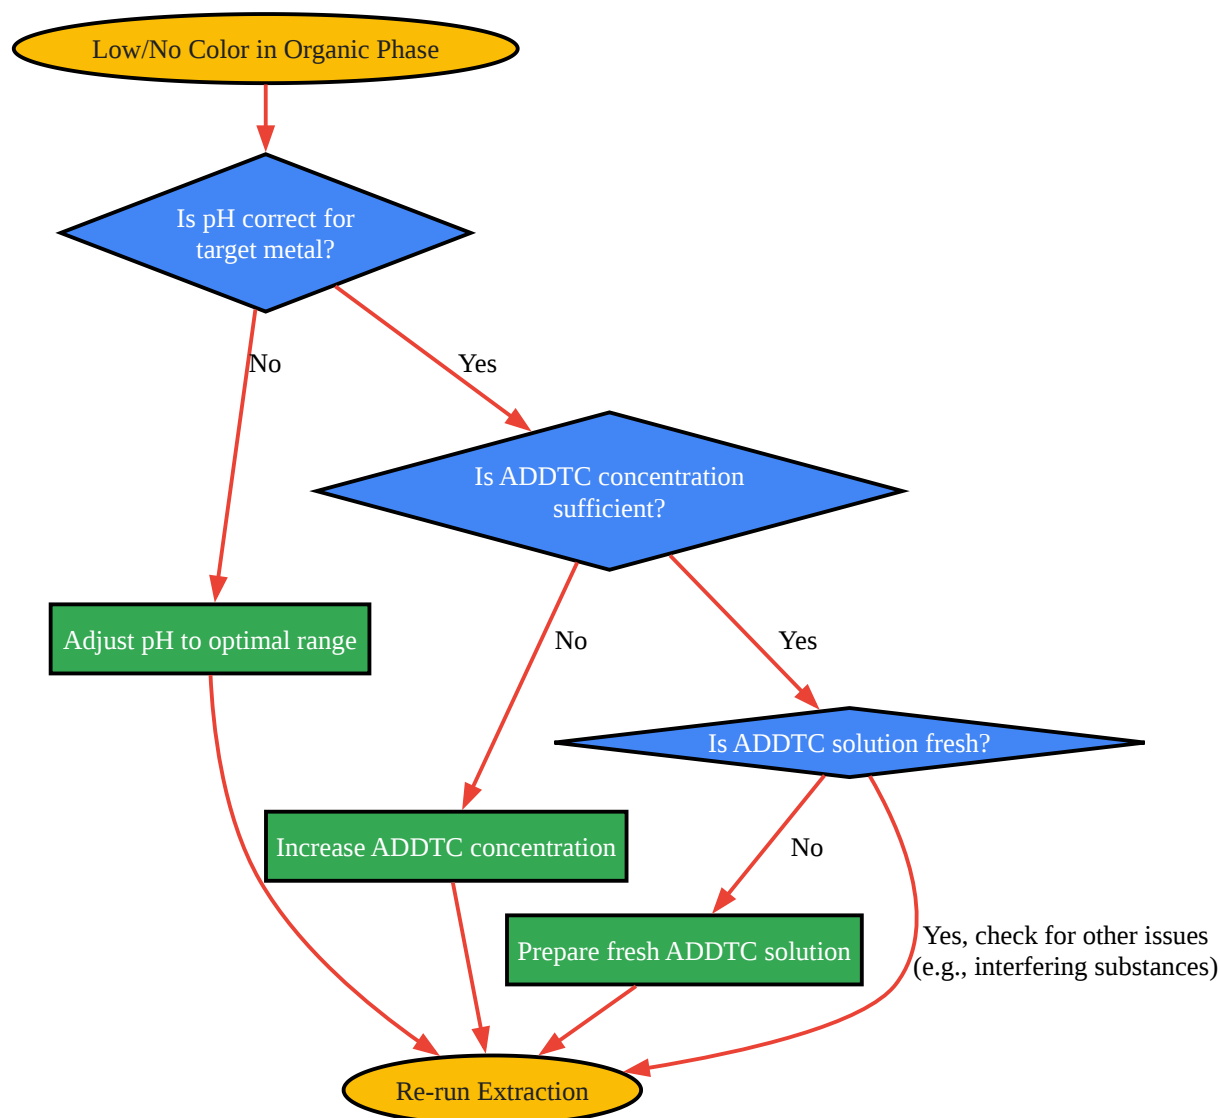 Low/No Color in Organic Phase
Is pH correct for
target metal?
No
Yes
Is ADDTC concentration
sufficient?
Adjust pH to optimal range
No
Yes
Is ADDTC solution fresh?
Increase ADDTC concentration
No
Prepare fresh ADDTC solution
Yes, check for other issues
(e.g., interfering substances)
Re-run Extraction